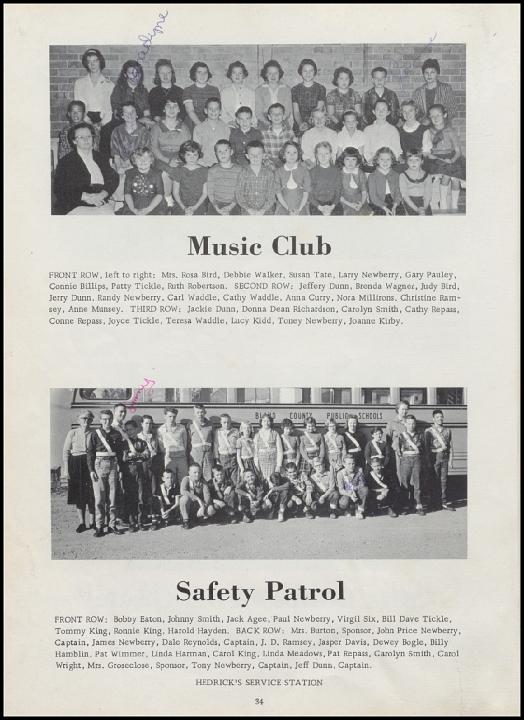 Music Club
FRONT ROW, left to right: Mrs. Rosa Bird, Debbie Walker, Susan Tate, Larry Newberry, Gary Pauley,
Connie Billips, Patty Tickle, Ruth Robertson. SECOND ROW: Jeffery Dunn, Brenda Wagner, Judy Bird,
Jerry Dunn, Randy Newberry, Carl Waddle, Cathy Waddle, Anna Curry, Nora Millirons, Christine Ram-
sey, Anne Munsey. THIRD ROW: Jackie Dunn, Donna Dean Richardson, Carolyn Smith, Cathy Repass,
Conne Repass, Joyce Tickle, Teresa Waddle, Lucy Kidd, Toney Newberry, Joanne Kirby.
BLAND COUNTY PUBLIC SCHOOLS
Safety Patrol
FRONT ROW: Bobby Eaton, Johnny Smith, Jack Agee, Paul Newberry, Virgil Six, Bill Dave Tickle,
Tommy King, Ronnie King, Harold Hayden. BACK ROW: Mrs. Burton, Sponsor, John Price Newberry,
Captain, James Newberry, Dale Reynolds, Captain, J. D. Ramsey, Jasper Davis, Dewey Bogle, Billy
Hamblin, Pat Wimmer, Linda Harman, Carol King, Linda Meadows, Pat Repass, Carolyn Smith, Carol
Wright, Mrs. Groseclose, Sponsor, Tony Newberry, Captain, Jeff Dunn, Captain.
HEDRICK'S SERVICE STATION
34